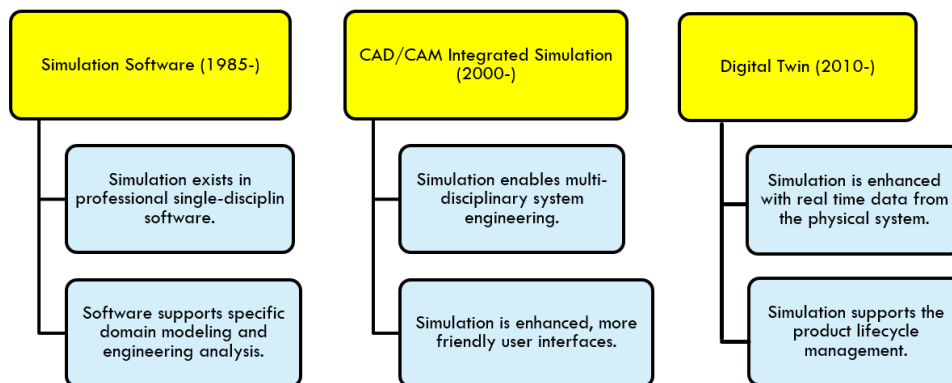 Simulation Software (1985-)
Simulation exists in
professional single-disciplin
software.
Software supports specific
domain modeling and
engineering analysis.
CAD/CAM Integrated Simulation
(2000-)
Simulation enables multi-
disciplinary system
engineering.
Simulation is enhanced, more
friendly user interfaces.
Digital Twin (2010-)
Simulation is enhanced
with real time data from
the physical system.
Simulation supports the
product lifecycle
management.